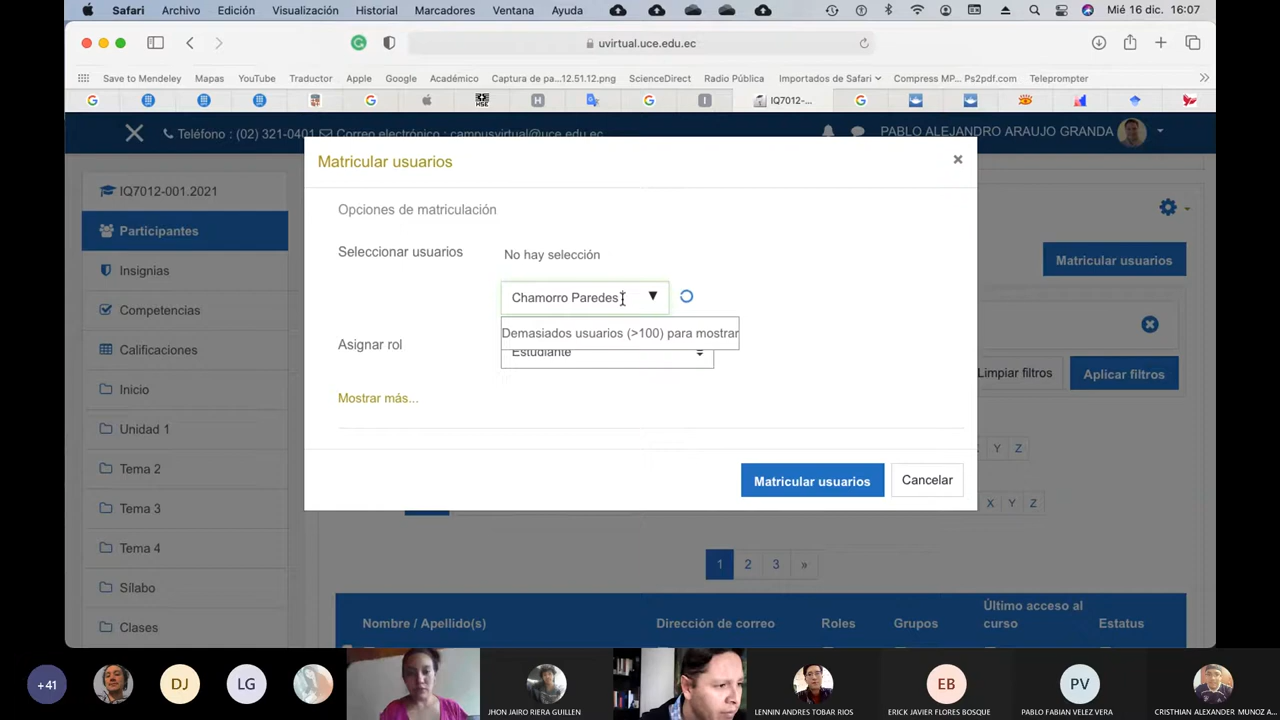 Safari Archivo Edición Visualización Historial Marcadores Ventana Ayuda Mié 16 dic. 16:07
uvirtual.uce.edu.ec
Save to Mendeley Mapas YouTube Traductor Apple Google Académico Captura de pa...12.51.12.png ScienceDirect Radio Pública Importados de Safari Compress MP... Ps2pdf.com Teleprompter
HSE H I IQ7012-...
Teléfono : (02) 321-0401 Correo electrónico : campusvirtual@uce.edu.ec PABLO ALEJANDRO ARAUJO GRANDA
Matricular usuarios ×
IQ7012-001.2021
Opciones de matriculación
Participantes
Seleccionar usuarios No hay selección
Matricular usuarios
Insignias
Chamorro Paredes
Competencias
Demasiados usuarios (>100) para mostrar
Asignar rol Estudiante
Calificaciones
Limpiar filtros Aplicar filtros
Inicio
Mostrar más...
Unidad 1
Y Z
Tema 2
Matricular usuarios Cancelar
Tema 3
X Y Z
Tema 4
1 2 3 »
Sílabo
Clases
Nombre / Apellido(s) Dirección de correo Roles Grupos Último acceso al curso Estatus
+41 DJ LG EB PV
JHON JAIRO RIERA GUILLEN LENNIN ANDRES TOBAR RIOS ERICK JAVIER FLORES BOSQUE PABLO FABIAN VELEZ VERA CRISTHIAN ALEXANDER MUÑOZ A...